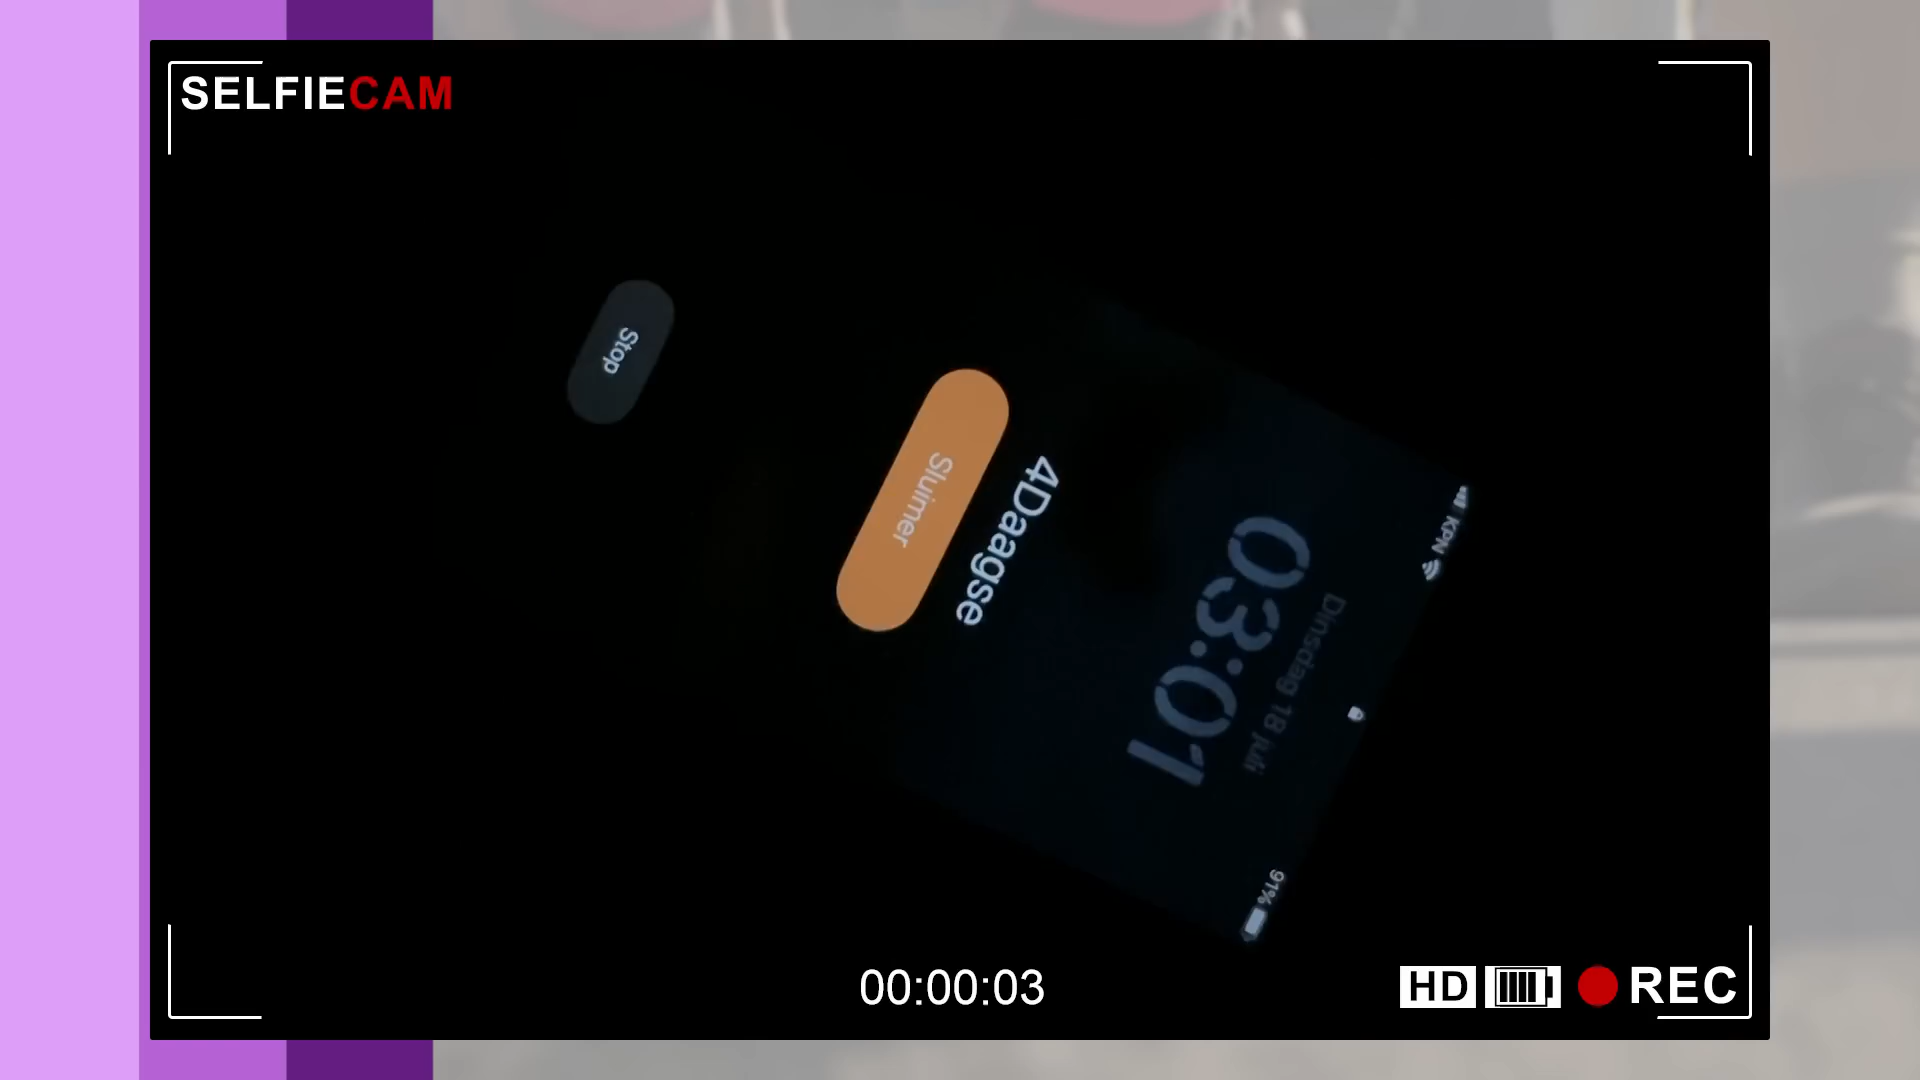 SELFIECAM
KPN
91%
Dinsdag 18 juli
03:01
4Daagse
Sluimer
Stop
00:00:03
HD
REC